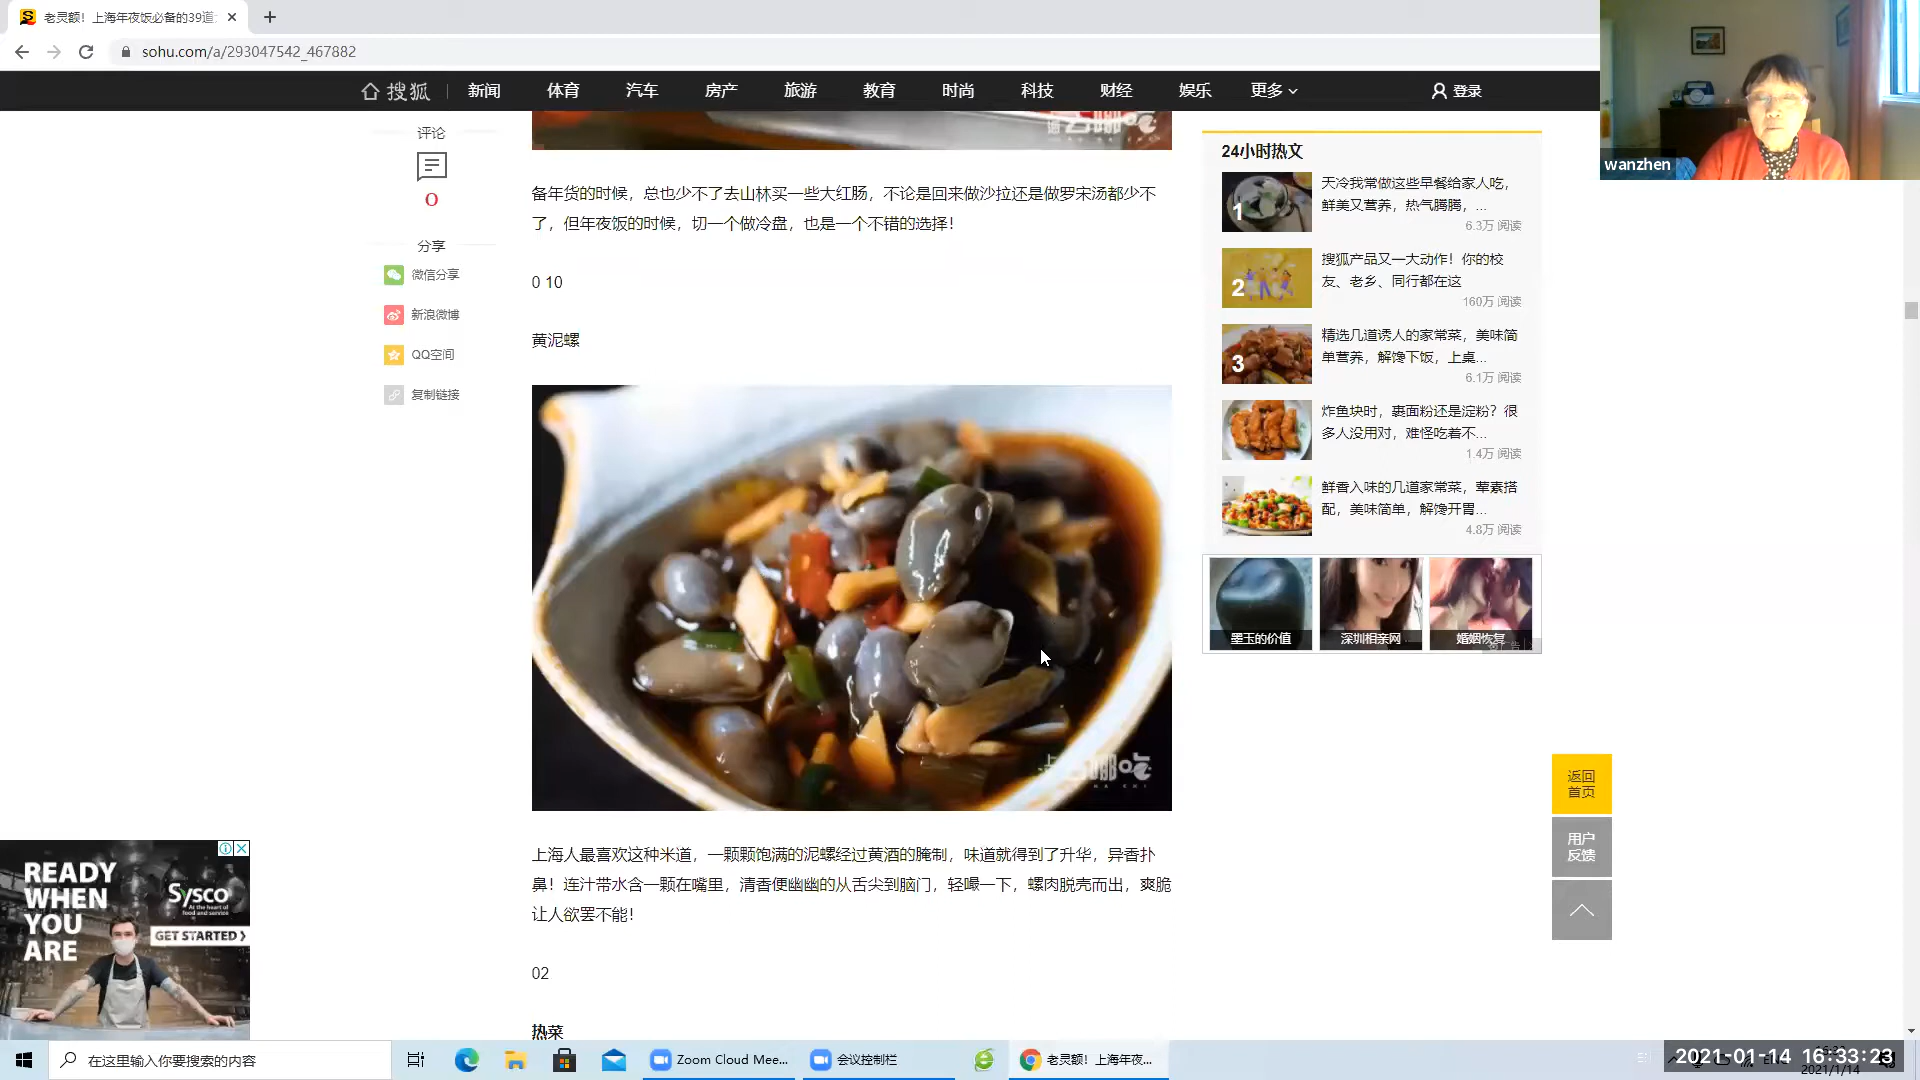 老灵额！上海年夜饭必备的39道
sohu.com/a/293047542_467882
搜狐
新闻
体育
汽车
房产
旅游
教育
时尚
科技
财经
娱乐
更多
登录
wanzhen
评论
0
分享
微信分享
新浪微博
QQ空间
复制链接
备年货的时候，总也少不了去山林买一些大红肠，不论是回来做沙拉还是做罗宋汤都少不
了，但年夜饭的时候，切一个做冷盘，也是一个不错的选择！
0 10
黄泥螺
上海人最喜欢这种米道，一颗颗饱满的泥螺经过黄酒的腌制，味道就得到了升华，异香扑
鼻！连汁带水含一颗在嘴里，清香便幽幽的从舌尖到脑门，轻嘬一下，螺肉脱壳而出，爽脆
让人欲罢不能！
02
热菜
24小时热文
1
天冷我常做这些早餐给家人吃，
鲜美又营养，热气腾腾，...
6.3万 阅读
2
搜狐产品又一大动作！你的校
友、老乡、同行都在这
160万 阅读
3
精选几道诱人的家常菜，美味简
单营养，解馋下饭，上桌...
6.1万 阅读
炸鱼块时，裹面粉还是淀粉？很
多人没用对，难怪吃着不...
1.4万 阅读
鲜香入味的几道家常菜，荤素搭
配，美味简单，解馋开胃...
4.8万 阅读
墨玉的价值
深圳相亲网
婚姻恢复
返回
首页
用户
反馈
READY
WHEN
YOU
ARE
Sysco
At the heart of
food and service
GET STARTED
在这里输入你要搜索的内容
Zoom Cloud Mee...
会议控制栏
老灵额！上海年夜...
2021-01-14 16:33:23
2021/1/14